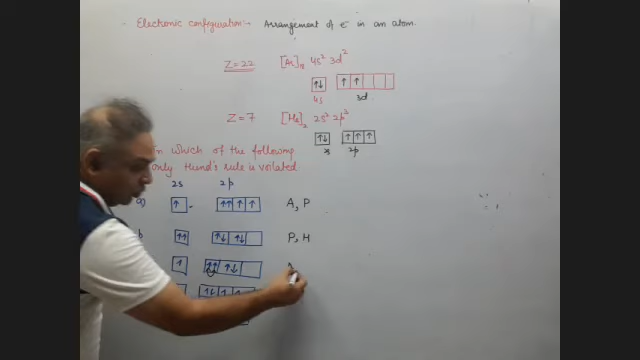 Electronic configuration :- Arrangement of e⁻ in an atom.
Z=22 [Ar]₁₈ 4s² 3d²
↑↓ ↑ ↑
4s 3d
Z=7 [He]₂ 2s² 2p³
↑↓ ↑ ↑ ↑
2s 2p
In which of the following
only Hund's rule is violated
2s 2p
a) ↑ ↑↑ ↑ ↑ A, P
b ↑↑ ↑↓ ↑↓ P, H
↑ ↑↑ ↑↓ A
↑↓ ↑ ↑